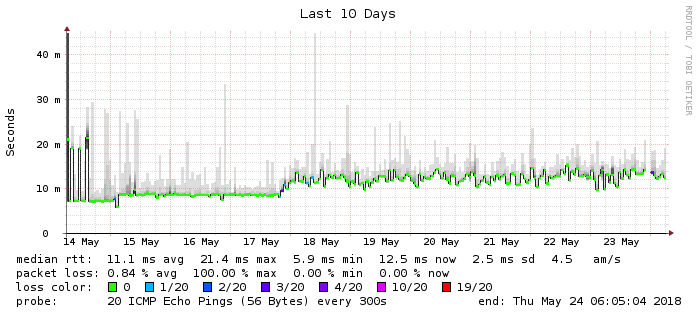 Last 10 Days
RRDTOOL / TOBI OETIKER
Seconds
40 m
30 m
20 m
10 m
0
14 May 15 May 16 May 17 May 18 May 19 May 20 May 21 May 22 May 23 May
median rtt: 11.1 ms avg 21.4 ms max 5.9 ms min 12.5 ms now 2.5 ms sd 4.5 am/s
packet loss: 0.84 % avg 100.00 % max 0.00 % min 0.00 % now
loss color: 0 1/20 2/20 3/20 4/20 10/20 19/20
probe: 20 ICMP Echo Pings (56 Bytes) every 300s end: Thu May 24 06:05:04 2018